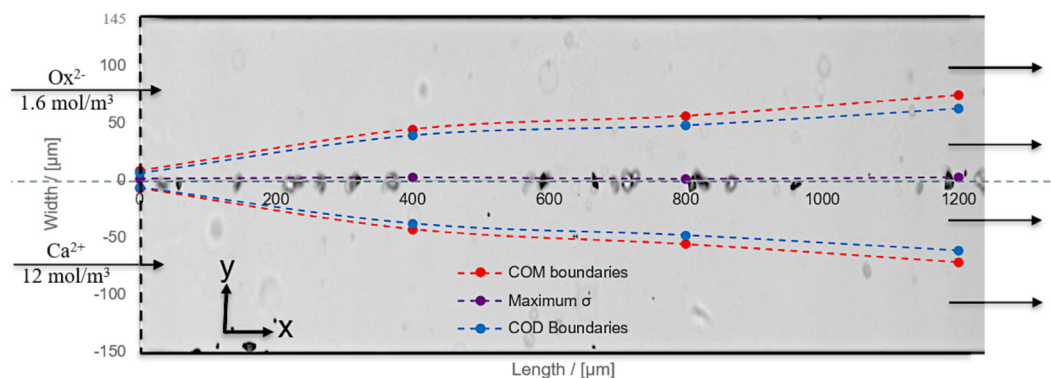 145
100
50
0
-50
-100
-150
Width / [µm]
Ox²⁻
1.6 mol/m³
Ca²⁺
12 mol/m³
0
200
400
600
800
1000
1200
y
x
COM boundaries
Maximum σ
COD Boundaries
Length / [µm]